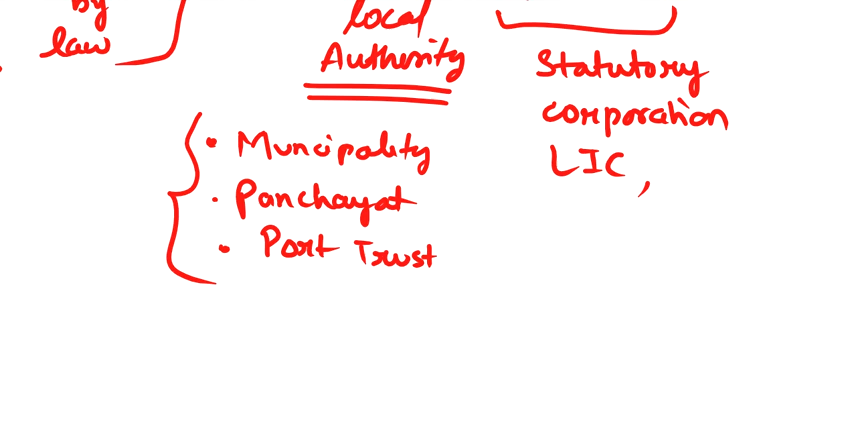 by
law
local
Authority
• Muncipality
• Panchayat
• Port Trust
Statutory
corporation
LIC,